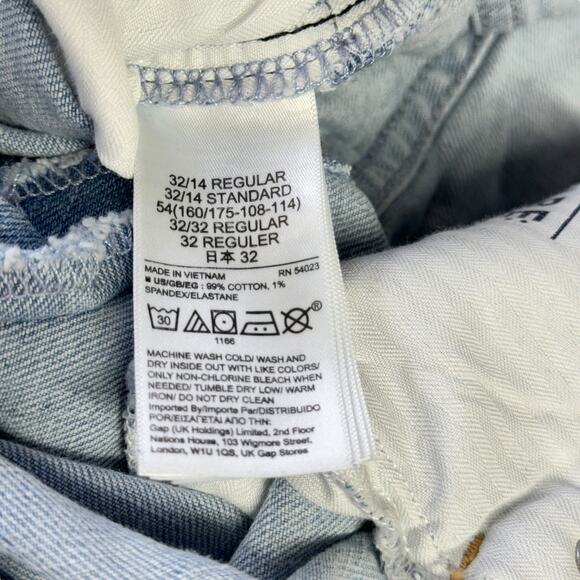 32/14 REGULAR
32/14 STANDARD
54(160/175-108-114)
32/32 REGULAR
32 REGULER
日本 32
MADE IN VIETNAM RN 54023
US/GB/EG : 99% COTTON, 1%
SPANDEX/ELASTANE
30
®
1166
MACHINE WASH COLD/ WASH AND
DRY INSIDE OUT WITH LIKE COLORS/
ONLY NON-CHLORINE BLEACH WHEN
NEEDED/ TUMBLE DRY LOW/ WARM
IRON/ DO NOT DRY CLEAN
Imported By/Importe Par/DISTRIBUIDO
POR/ΕΙΣΑΓΕΤΑΙ ΑΠΟ ΤΗΝ:
Gap (UK Holdings) Limited, 2nd Floor
Nations House, 103 Wigmore Street,
London, W1U 1QS, UK Gap Stores